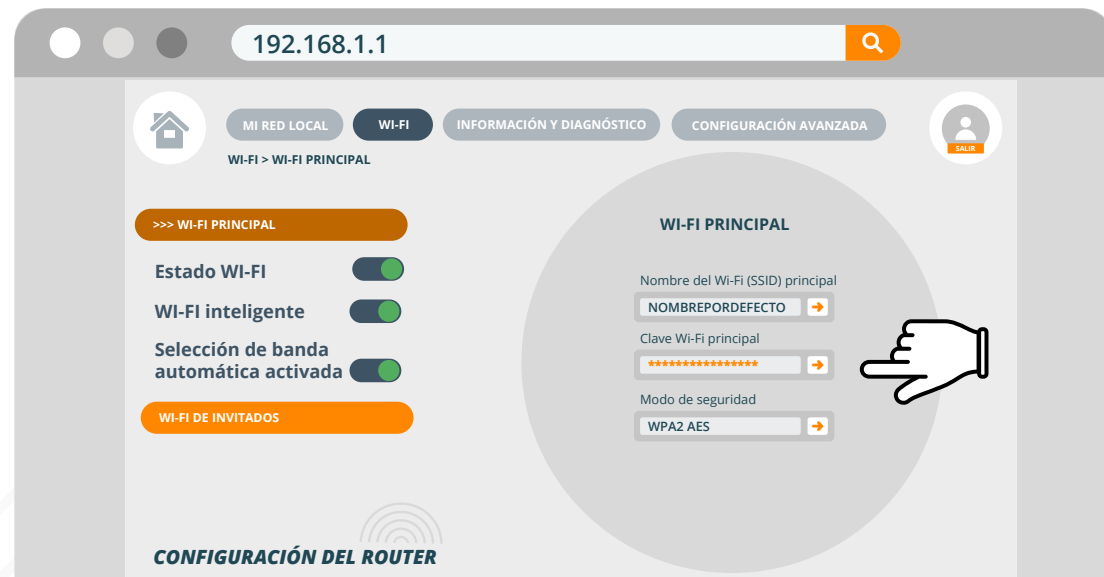 192.168.1.1
MI RED LOCAL
WI-FI
INFORMACIÓN Y DIAGNÓSTICO
CONFIGURACIÓN AVANZADA
SALIR
WI-FI > WI-FI PRINCIPAL
>>> WI-FI PRINCIPAL
Estado WI-FI
WI-FI inteligente
Selección de banda
automática activada
WI-FI DE INVITADOS
WI-FI PRINCIPAL
Nombre del Wi-Fi (SSID) principal
NOMBREPORDEFECTO
Clave Wi-Fi principal
****************
Modo de seguridad
WPA2 AES
CONFIGURACIÓN DEL ROUTER